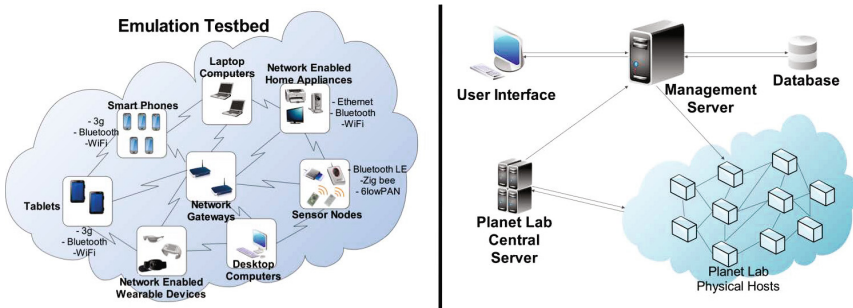 Emulation Testbed
Laptop
Computers
Network Enabled
Home Appliances
- Ethernet
- Bluetooth
-WiFi
Smart Phones
- 3g
- Bluetooth
-WiFi
- Bluetooth LE
- Zig bee
- 6lowPAN
Tablets
- 3g
- Bluetooth
- WiFi
Network
Gateways
Sensor Nodes
Network Enabled
Wearable Devices
Desktop
Computers
User Interface
Management
Server
Database
Planet Lab
Central
Server
Planet Lab
Physical Hosts